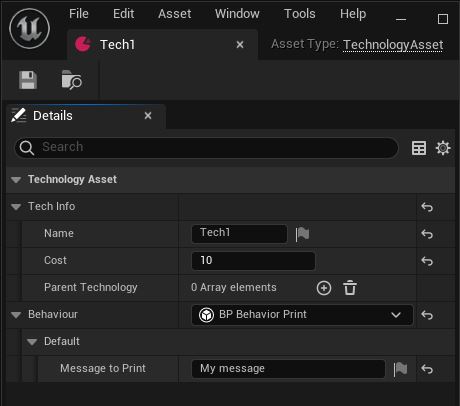 File Edit Asset Window Tools Help
Tech1
Asset Type: TechnologyAsset
Details
Search
Technology Asset
Tech Info
Name Tech1
Cost 10
Parent Technology 0 Array elements
Behaviour BP Behavior Print
Default
Message to Print My message